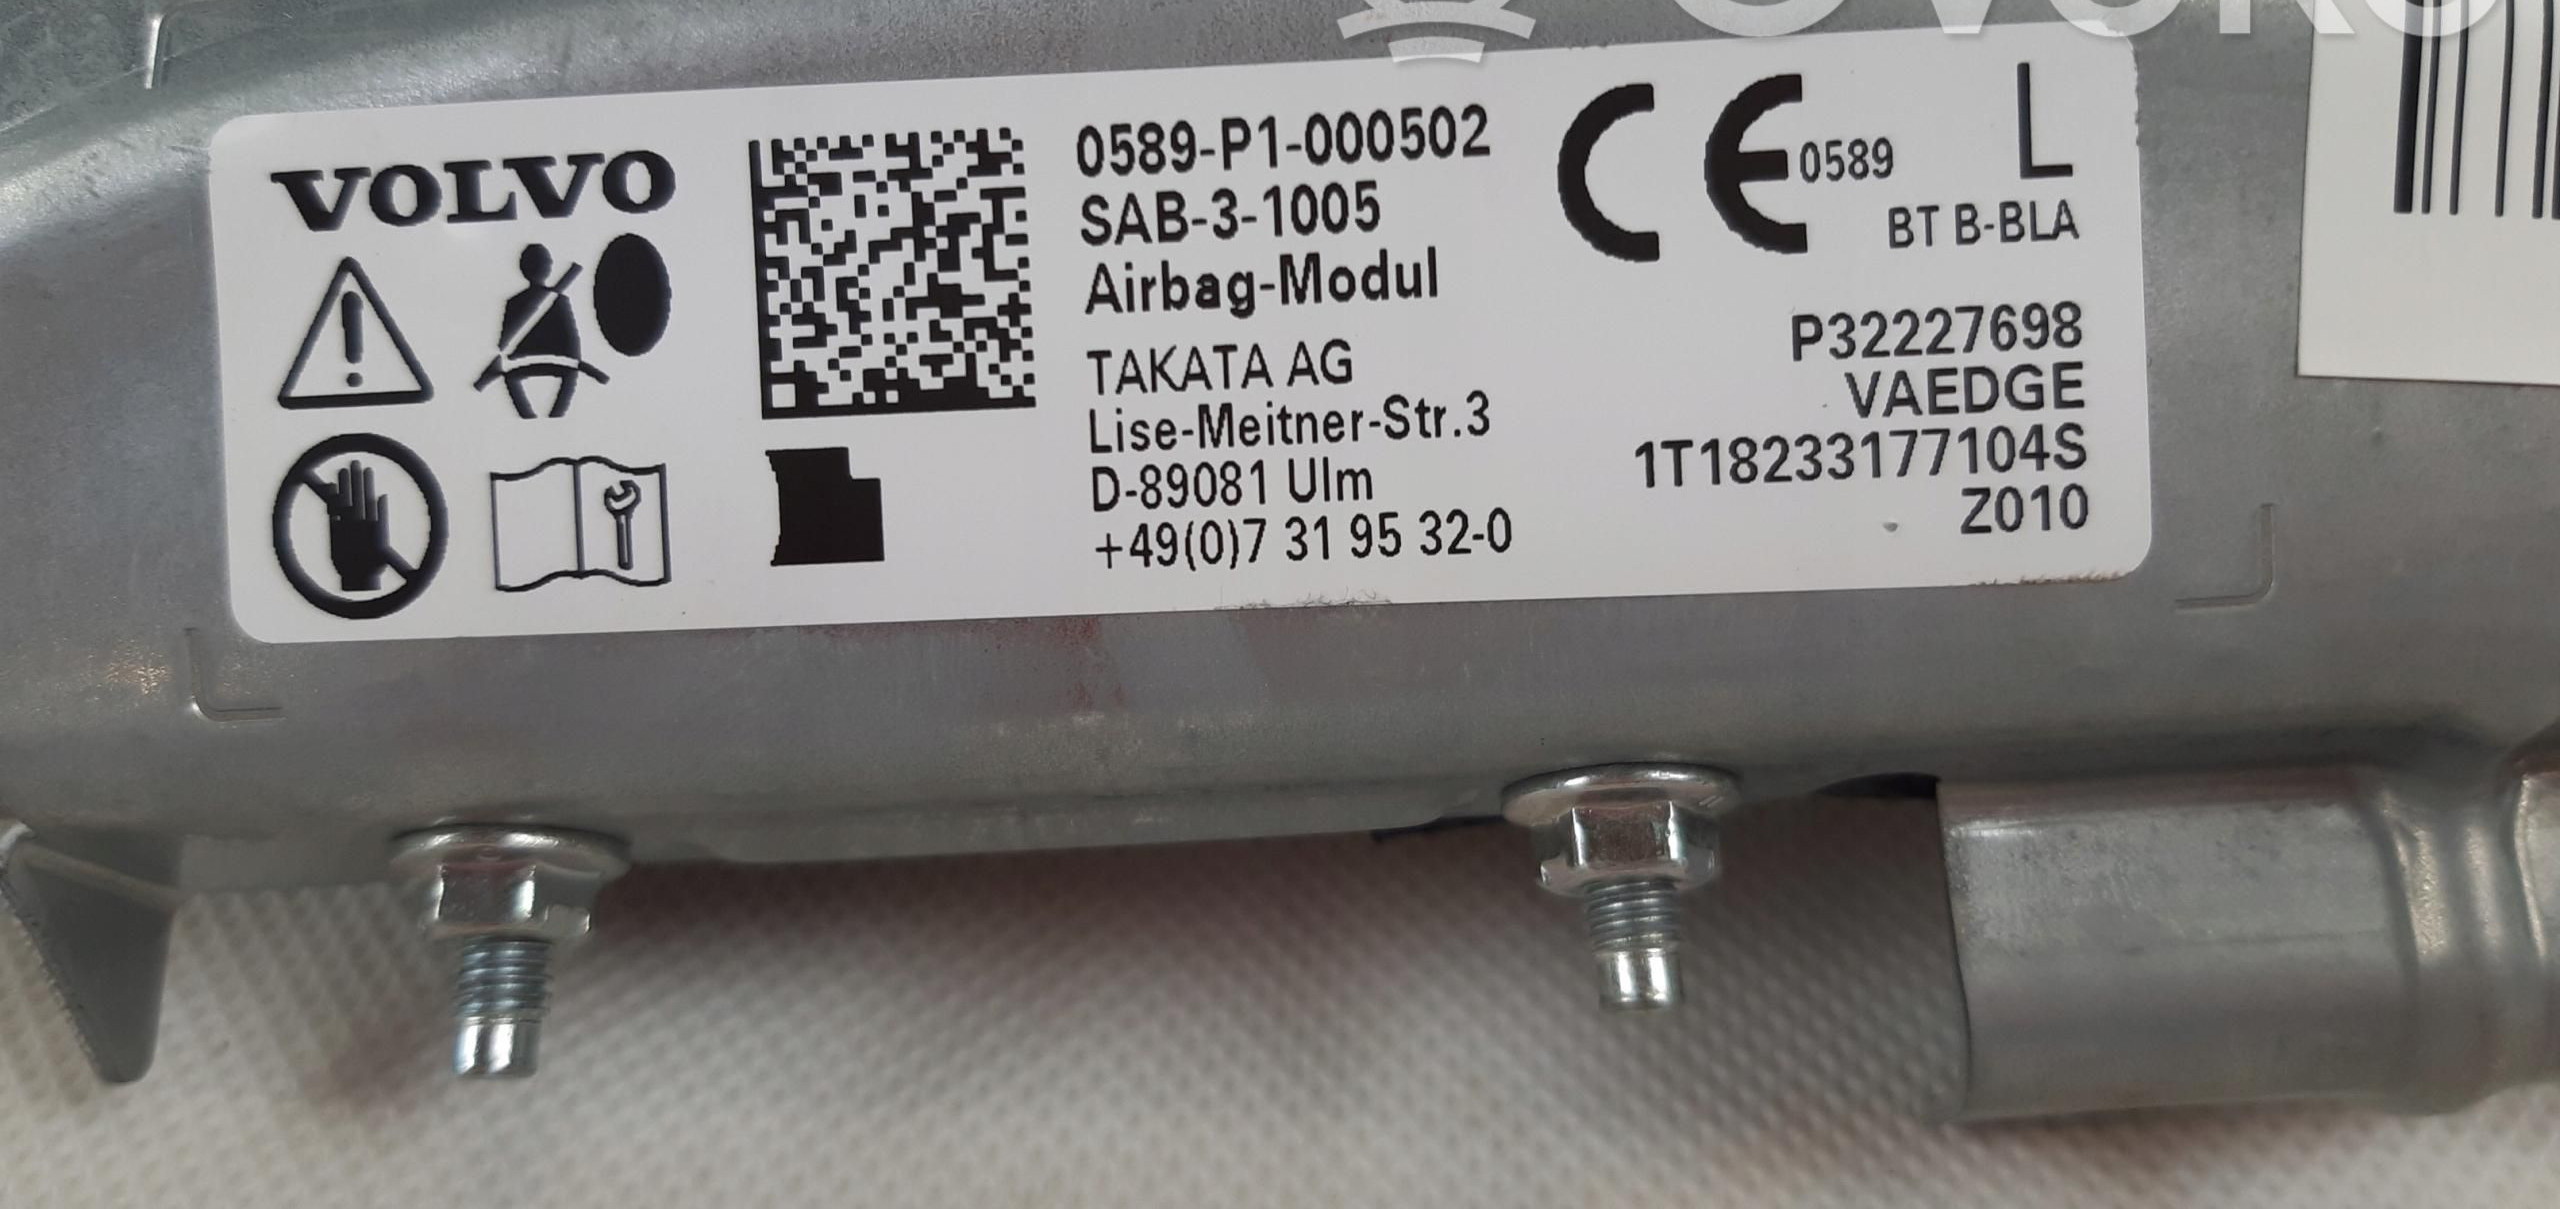 VOLVO
0589-P1-000502
SAB-3-1005
Airbag-Modul
TAKATA AG
Lise-Meitner-Str.3
D-89081 Ulm
+49(0)7 31 95 32-0
CE 0589
L
BT B-BLA
P32227698
VAEDGE
1T18233177104S
Z010